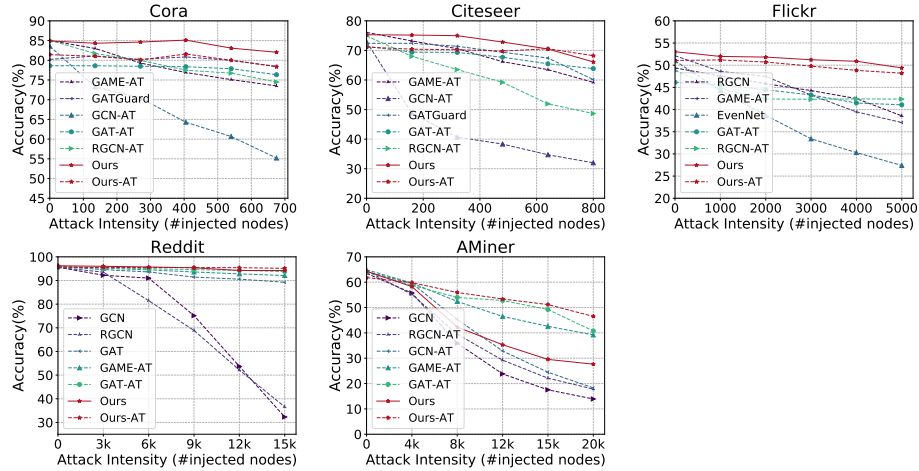 Cora
Accuracy(%)
85
80
75
70
65
60
55
50
45
GAME-AT
GATGuard
GCN-AT
GAT-AT
RGCN-AT
Ours
Ours-AT
0 100 200 300 400 500 600 700
Attack Intensity (#injected nodes)
Citeseer
Accuracy(%)
80
70
60
50
40
30
20
GAME-AT
GCN-AT
GATGuard
GAT-AT
RGCN-AT
Ours
Ours-AT
0 200 400 600 800
Attack Intensity (#injected nodes)
Flickr
Accuracy(%)
60
55
50
45
40
35
30
25
20
RGCN
GAME-AT
EvenNet
GAT-AT
RGCN-AT
Ours
Ours-AT
0 1000 2000 3000 4000 5000
Attack Intensity (#injected nodes)
Reddit
Accuracy(%)
100
90
80
70
60
50
40
30
GCN
RGCN
GAT
GAME-AT
GAT-AT
Ours
Ours-AT
0 3k 6k 9k 12k 15k
Attack Intensity (#injected nodes)
AMiner
Accuracy(%)
70
60
50
40
30
20
10
0
GCN
RGCN-AT
GCN-AT
GAME-AT
GAT-AT
Ours
Ours-AT
0 4k 8k 12k 15k 20k
Attack Intensity (#injected nodes)